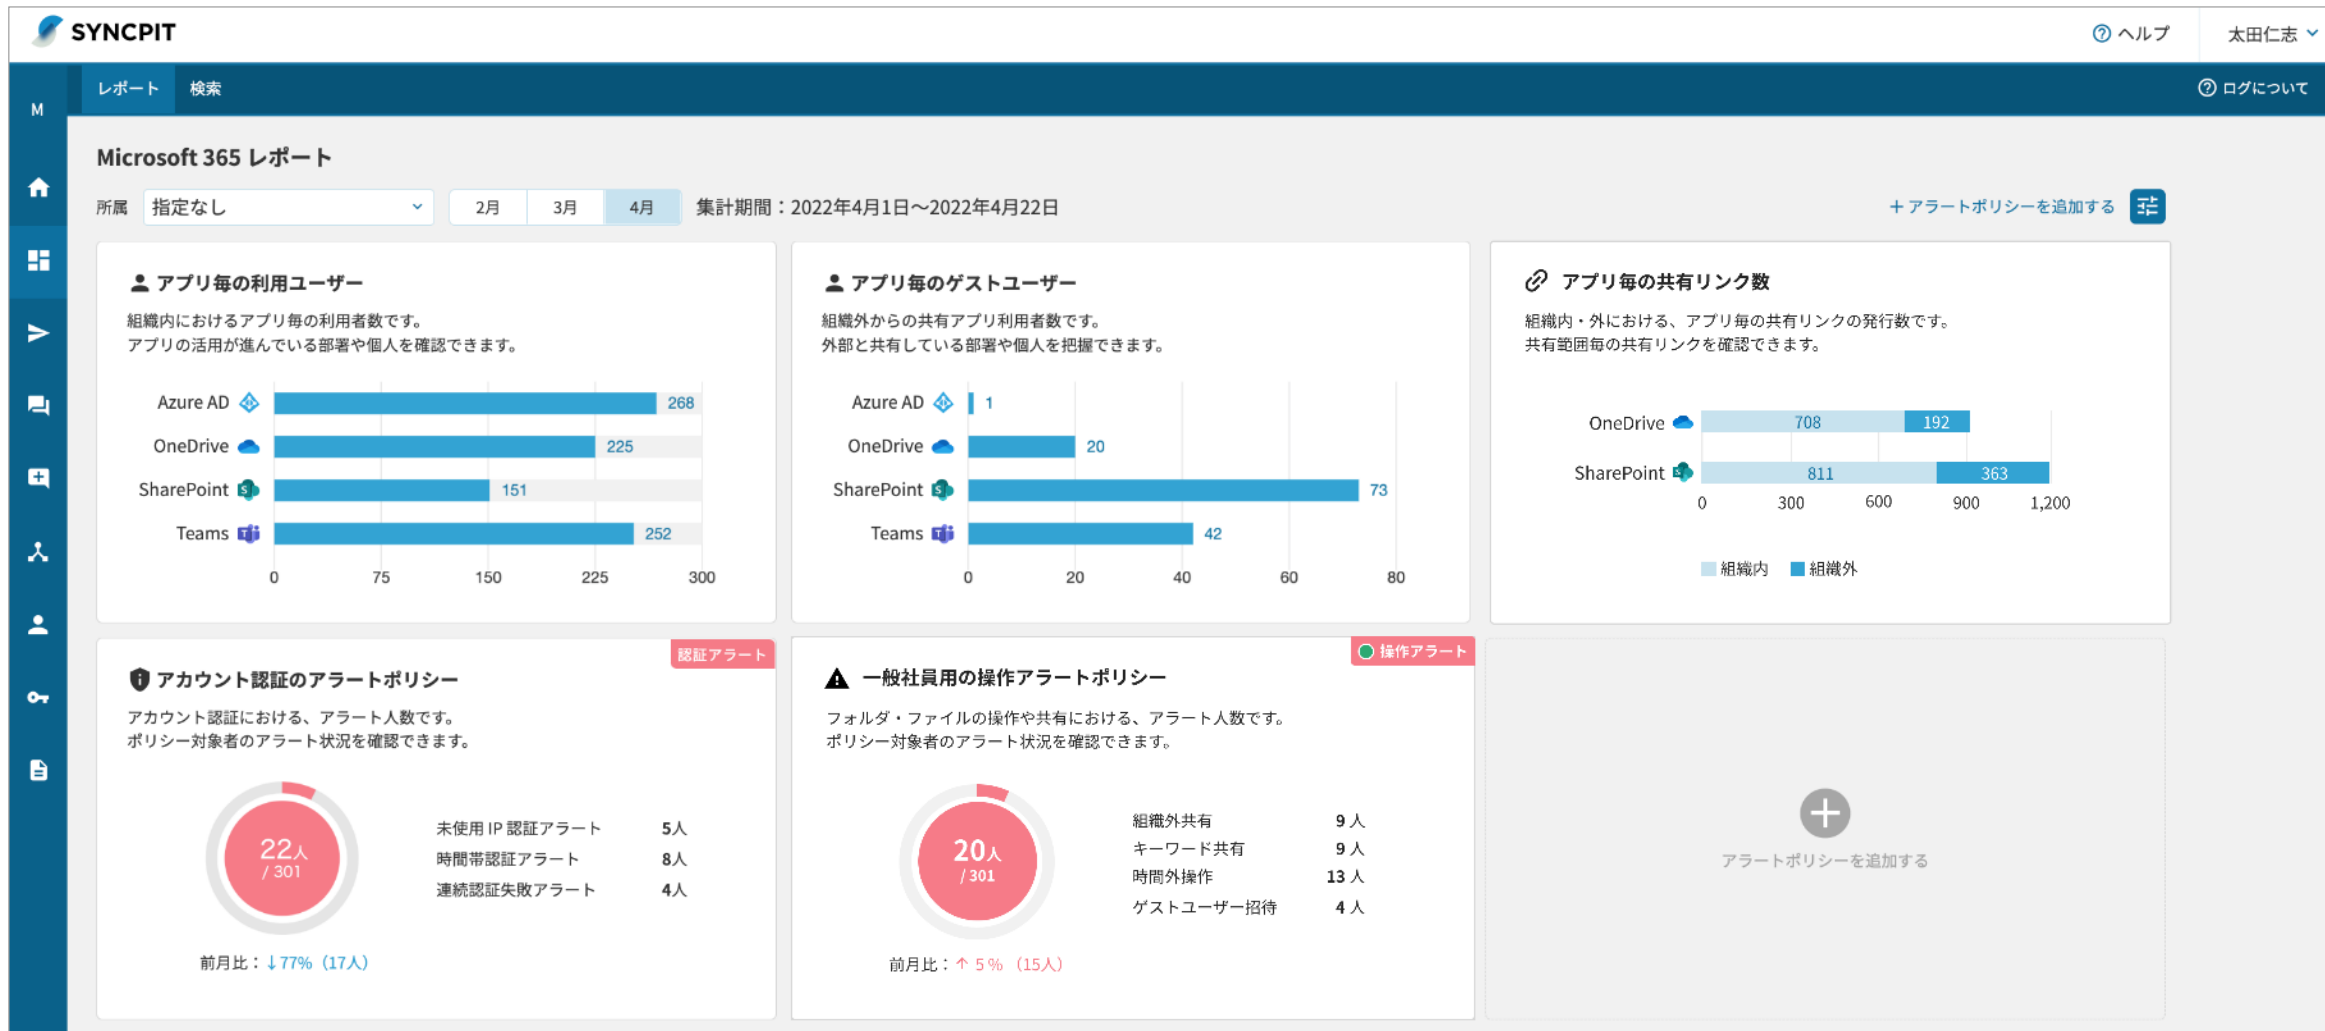 SYNCPIT
ヘルプ
太田仁志
M
レポート 検索
ログについて
Microsoft 365 レポート
所属 指定なし 2月 3月 4月 集計期間：2022年4月1日〜2022年4月22日
+ アラートポリシーを追加する
アプリ毎の利用ユーザー
組織内におけるアプリ毎の利用者数です。
アプリの活用が進んでいる部署や個人を確認できます。
Azure AD 268
OneDrive 225
SharePoint 151
Teams 252
0 75 150 225 300
アプリ毎のゲストユーザー
組織外からの共有アプリ利用者数です。
外部と共有している部署や個人を把握できます。
Azure AD 1
OneDrive 20
SharePoint 73
Teams 42
0 20 40 60 80
アプリ毎の共有リンク数
組織内・外における、アプリ毎の共有リンクの発行数です。
共有範囲毎の共有リンクを確認できます。
OneDrive 708 192
SharePoint 811 363
0 300 600 900 1,200
組織内 組織外
認証アラート
アカウント認証のアラートポリシー
アカウント認証における、アラート人数です。
ポリシー対象者のアラート状況を確認できます。
22人
/ 301
未使用 IP 認証アラート 5人
時間帯認証アラート 8人
連続認証失敗アラート 4人
前月比：↓77%（17人）
操作アラート
一般社員用の操作アラートポリシー
フォルダ・ファイルの操作や共有における、アラート人数です。
ポリシー対象者のアラート状況を確認できます。
20人
/ 301
組織外共有 9 人
キーワード共有 9 人
時間外操作 13 人
ゲストユーザー招待 4 人
前月比：↑ 5 %（15人）
アラートポリシーを追加する